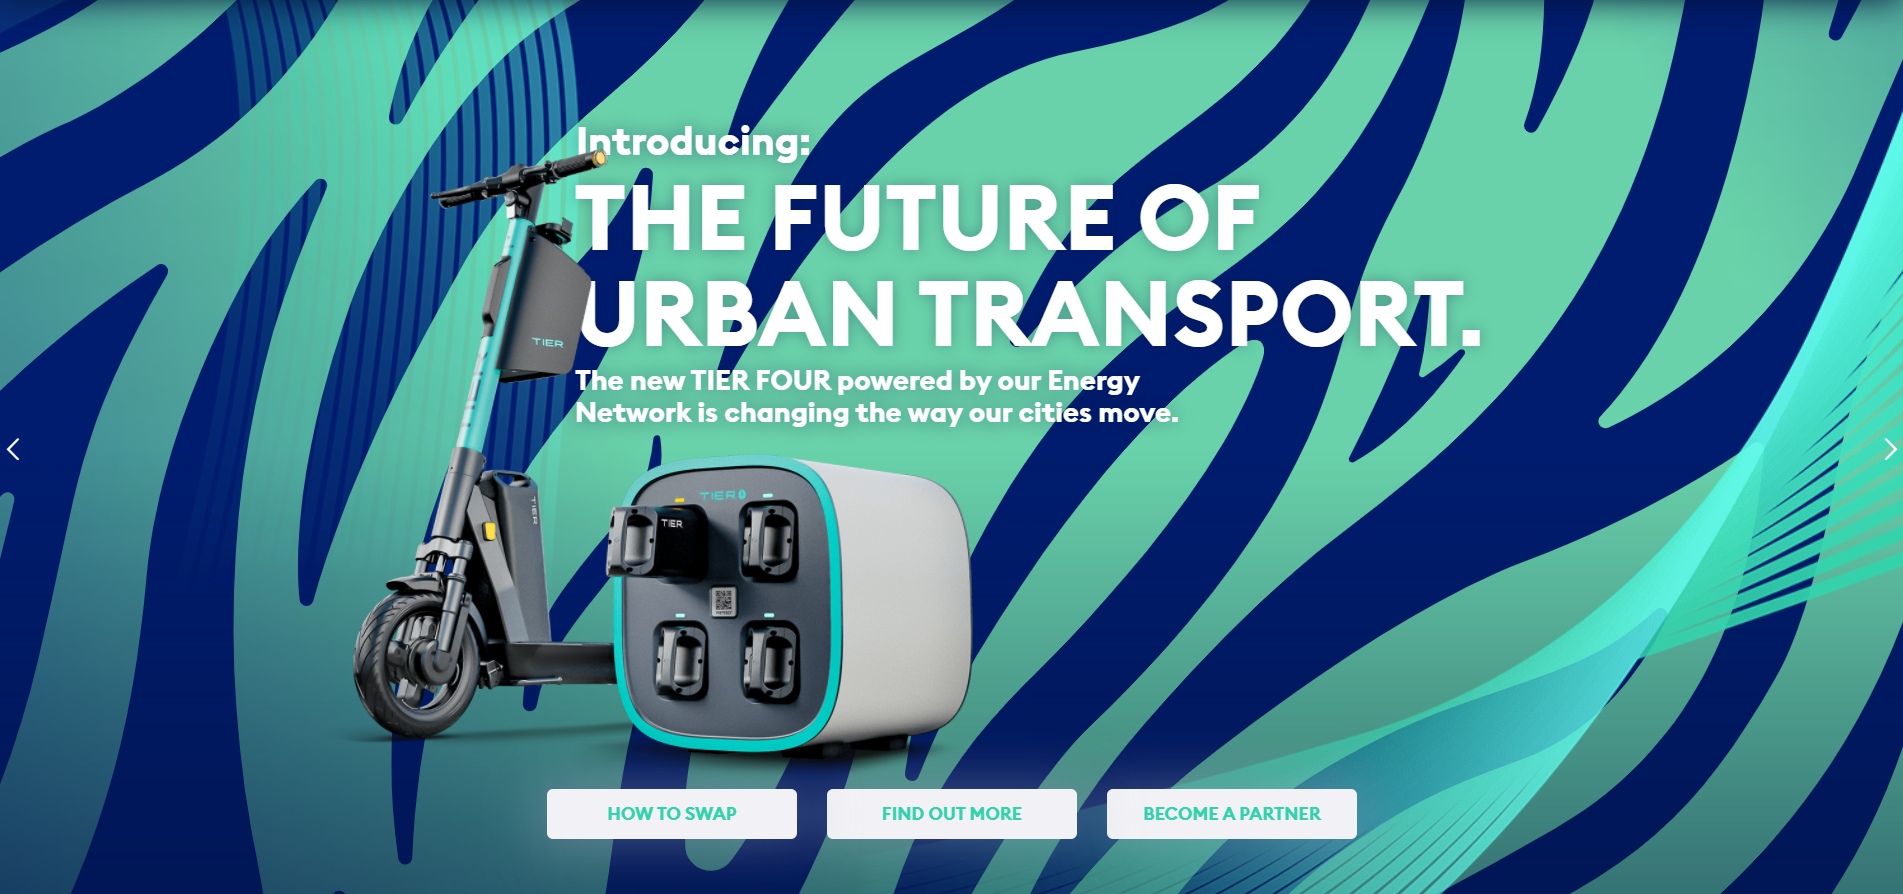 Introducing:
THE FUTURE OF
URBAN TRANSPORT.
The new TIER FOUR powered by our Energy
Network is changing the way our cities move.
TIER
TIER
TIER
TIER
HOW TO SWAP
FIND OUT MORE
BECOME A PARTNER